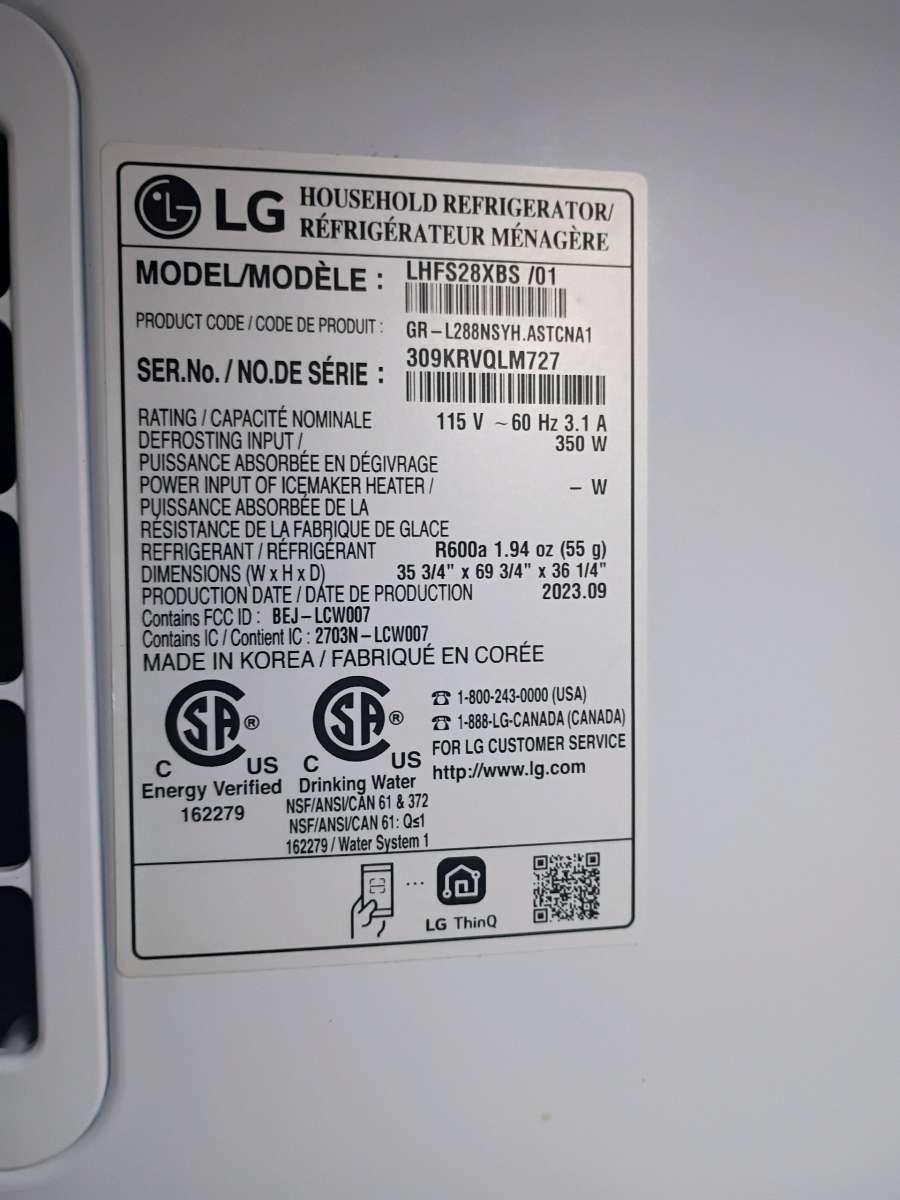 LG HOUSEHOLD REFRIGERATOR/
RÉFRIGÉRATEUR MÉNAGÈRE
MODEL/MODÈLE : LHFS28XBS /01
PRODUCT CODE / CODE DE PRODUIT : GR-L288NSYH.ASTCNA1
SER.No. / NO.DE SÉRIE : 309KRVQLM727
RATING / CAPACITÉ NOMINALE 115 V ~ 60 Hz 3.1 A
DEFROSTING INPUT / 350 W
PUISSANCE ABSORBÉE EN DÉGIVRAGE
POWER INPUT OF ICEMAKER HEATER / – W
PUISSANCE ABSORBÉE DE LA
RÉSISTANCE DE LA FABRIQUE DE GLACE
REFRIGERANT / RÉFRIGÉRANT R600a 1.94 oz (55 g)
DIMENSIONS (W x H x D) 35 3/4" x 69 3/4" x 36 1/4"
PRODUCTION DATE / DATE DE PRODUCTION 2023.09
Contains FCC ID : BEJ-LCW007
Contains IC / Contient IC : 2703N-LCW007
MADE IN KOREA / FABRIQUÉ EN CORÉE
SA ®
C US
Energy Verified
162279
SA ®
C US
Drinking Water
NSF/ANSI/CAN 61 & 372
NSF/ANSI/CAN 61: Q≤1
162279 / Water System 1
☎ 1-800-243-0000 (USA)
☎ 1-888-LG-CANADA (CANADA)
FOR LG CUSTOMER SERVICE
http://www.lg.com
LG ThinQ